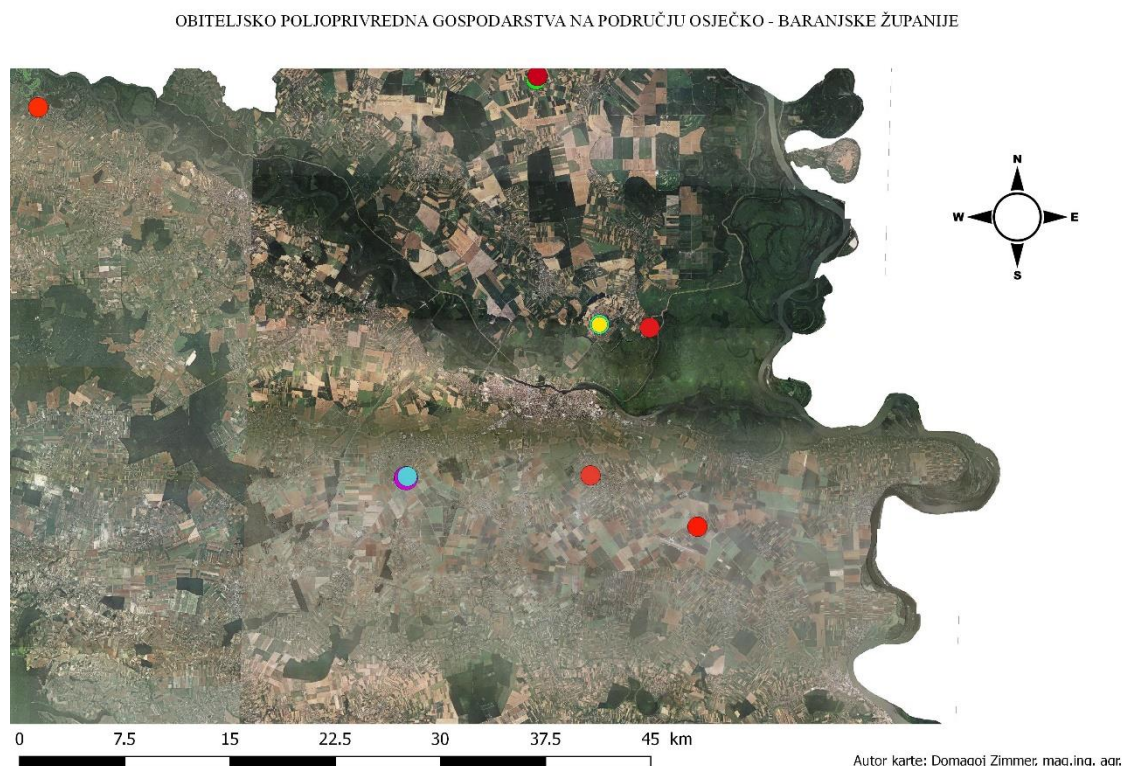 OBITELJSKO POLJOPRIVREDNA GOSPODARSTVA NA PODRUČJU OSJEČKO - BARANJSKE ŽUPANIJE
N
W E
S
0 7.5 15 22.5 30 37.5 45 km
Autor karte: Domagoj Zimmer, mag.ing. agr.